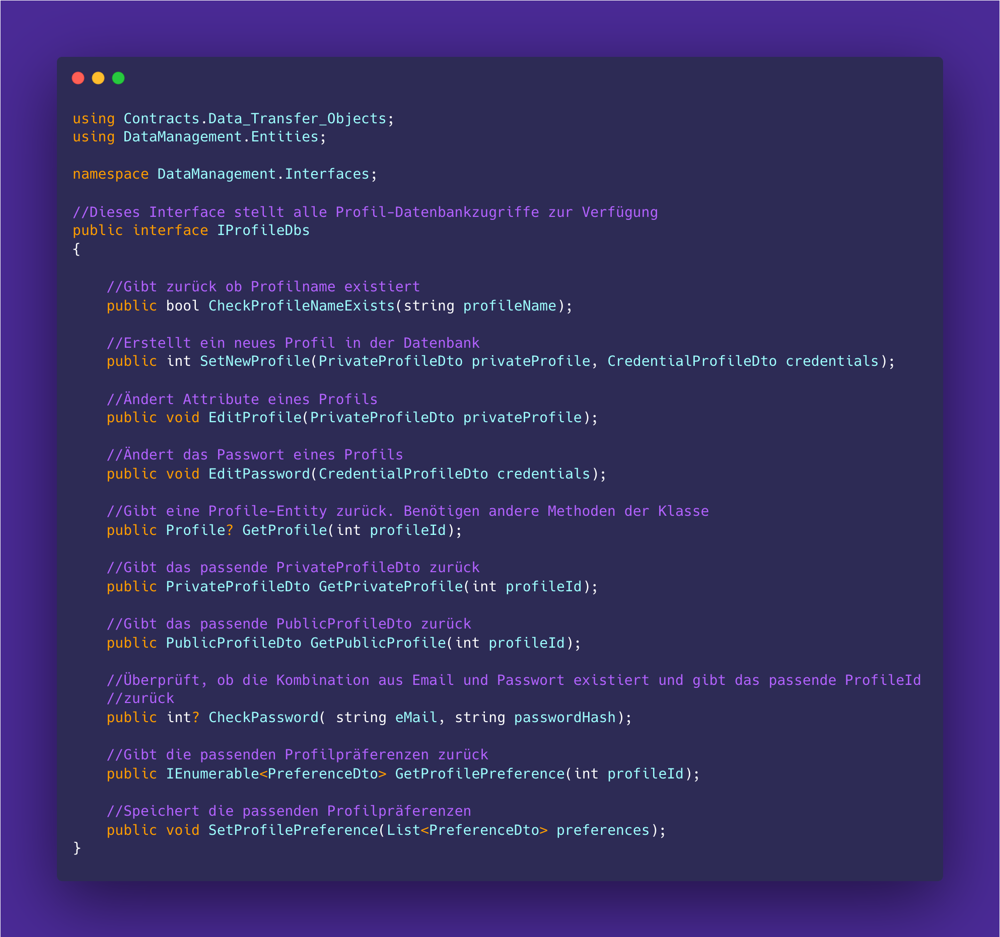 using Contracts.Data_Transfer_Objects;
using DataManagement.Entities;
namespace DataManagement.Interfaces;
//Dieses Interface stellt alle Profil-Datenbankzugriffe zur Verfügung
public interface IProfileDbs
{
//Gibt zurück ob Profilname existiert
public bool CheckProfileNameExists(string profileName);
//Erstellt ein neues Profil in der Datenbank
public int SetNewProfile(PrivateProfileDto privateProfile, CredentialProfileDto credentials);
//Ändert Attribute eines Profils
public void EditProfile(PrivateProfileDto privateProfile);
//Ändert das Passwort eines Profils
public void EditPassword(CredentialProfileDto credentials);
//Gibt eine Profile-Entity zurück. Benötigen andere Methoden der Klasse
public Profile? GetProfile(int profileId);
//Gibt das passende PrivateProfileDto zurück
public PrivateProfileDto GetPrivateProfile(int profileId);
//Gibt das passende PublicProfileDto zurück
public PublicProfileDto GetPublicProfile(int profileId);
//Überprüft, ob die Kombination aus Email und Passwort existiert und gibt das passende ProfileId
//zurück
public int? CheckPassword( string eMail, string passwordHash);
//Gibt die passenden Profilpräferenzen zurück
public IEnumerable<PreferenceDto> GetProfilePreference(int profileId);
//Speichert die passenden Profilpräferenzen
public void SetProfilePreference(List<PreferenceDto> preferences);
}